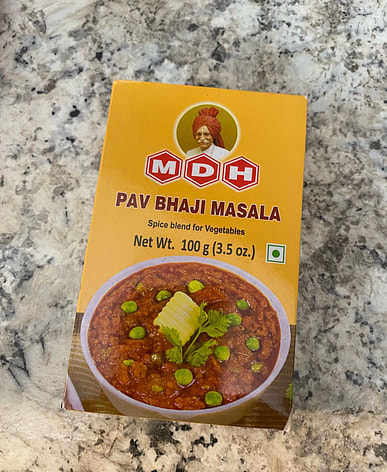 MDH
PAV BHAJI MASALA
Spice blend for Vegetables
Net Wt. 100 g (3.5 oz.)